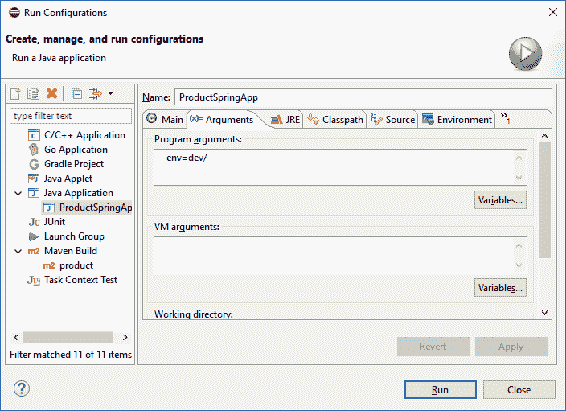 Run Configurations
Create, manage, and run configurations
Run a Java application
type filter text
C/C++ Application
Go Application
Gradle Project
Java Applet
Java Application
ProductSpringAp
JUnit
Launch Group
Maven Build
product
Task Context Test
Filter matched 11 of 11 items
Name: ProductSpringApp
Main (x)= Arguments JRE Classpath Source Environment »1
Program arguments:
env=dev/
Variables...
VM arguments:
Variables...
Working directory:
Revert Apply
Run Close